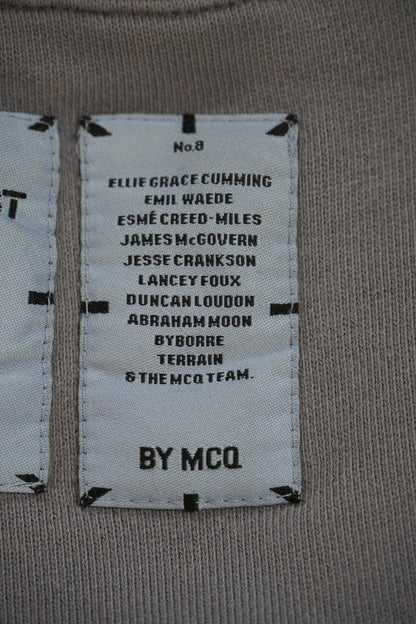 No.8
ELLIE GRACE CUMMING
EMIL WAEDE
ESMÉ CREED-MILES
JAMES McGOVERN
JESSE CRANKSON
LANCEY FOUX
DUNCAN LOUDON
ABRAHAM MOON
BYBORRE
TERRAIN
& THE MCQ TEAM.
BY MCQ